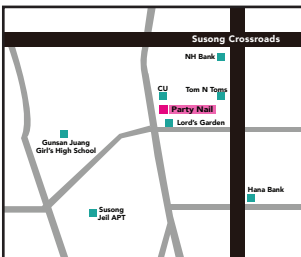 Susong Crossroads
NH Bank
CU
Tom N Toms
Party Nail
Lord's Garden
Gunsan Juang
Girl's High School
Hana Bank
Susong
Jeil APT